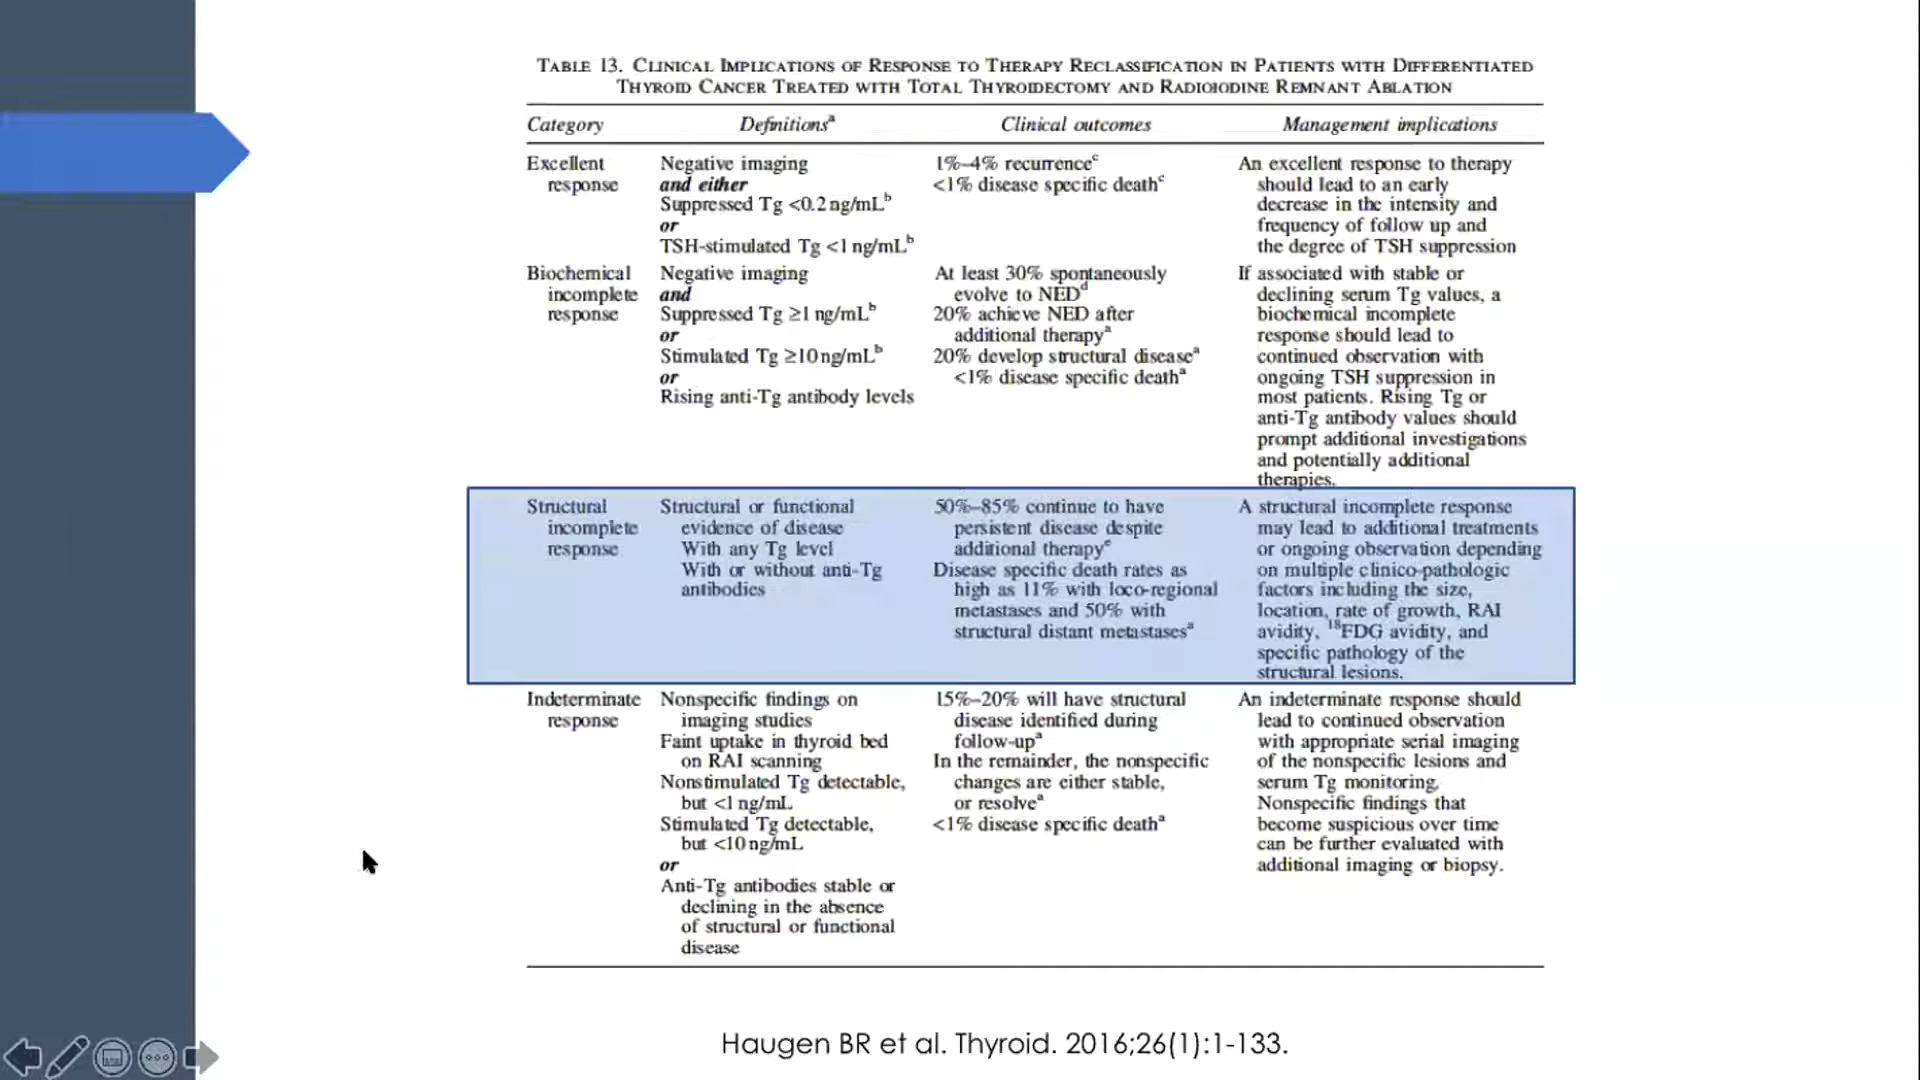 TABLE 13. CLINICAL IMPLICATIONS OF RESPONSE TO THERAPY RECLASSIFICATION IN PATIENTS WITH DIFFERENTIATED
THYROID CANCER TREATED WITH TOTAL THYROIDECTOMY AND RADIOIODINE REMNANT ABLATION
Category Definitionsª Clinical outcomes Management implications
Excellent Negative imaging 1%–4% recurrenceᶜ An excellent response to therapy
response and either <1% disease specific deathᶜ should lead to an early
Suppressed Tg <0.2 ng/mLᵇ decrease in the intensity and
or frequency of follow up and
TSH-stimulated Tg <1 ng/mLᵇ the degree of TSH suppression
Biochemical Negative imaging At least 30% spontaneously If associated with stable or
incomplete and evolve to NEDᵈ declining serum Tg values, a
response Suppressed Tg ≥1 ng/mLᵇ 20% achieve NED after biochemical incomplete
or additional therapyª response should lead to
Stimulated Tg ≥10 ng/mLᵇ 20% develop structural diseaseª continued observation with
or <1% disease specific deathª ongoing TSH suppression in
Rising anti-Tg antibody levels most patients. Rising Tg or
anti-Tg antibody values should
prompt additional investigations
and potentially additional
therapies.
Structural Structural or functional 50%–85% continue to have A structural incomplete response
incomplete evidence of disease persistent disease despite may lead to additional treatments
response With any Tg level additional therapyᵉ or ongoing observation depending
With or without anti-Tg Disease specific death rates as on multiple clinico-pathologic
antibodies high as 11% with loco-regional factors including the size,
metastases and 50% with location, rate of growth, RAI
structural distant metastasesª avidity, ¹⁸FDG avidity, and
specific pathology of the
structural lesions.
Indeterminate Nonspecific findings on 15%–20% will have structural An indeterminate response should
response imaging studies disease identified during lead to continued observation
Faint uptake in thyroid bed follow-upª with appropriate serial imaging
on RAI scanning In the remainder, the nonspecific of the nonspecific lesions and
Nonstimulated Tg detectable, changes are either stable, serum Tg monitoring.
but <1 ng/mL or resolveª Nonspecific findings that
Stimulated Tg detectable, <1% disease specific deathª become suspicious over time
but <10 ng/mL can be further evaluated with
or additional imaging or biopsy.
Anti-Tg antibodies stable or
declining in the absence
of structural or functional
disease
Haugen BR et al. Thyroid. 2016;26(1):1-133.